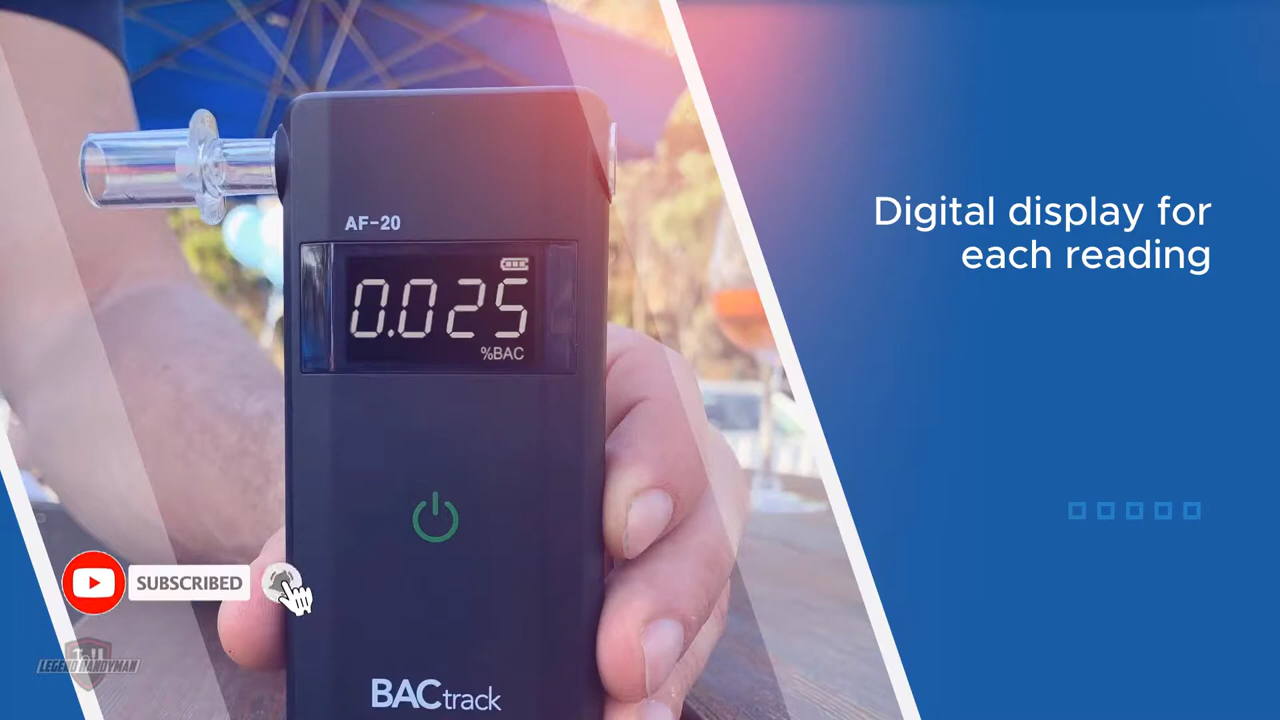 AF-20
0.025
%BAC
BACtrack
Digital display for
each reading
SUBSCRIBED
LEGEND HANDYMAN